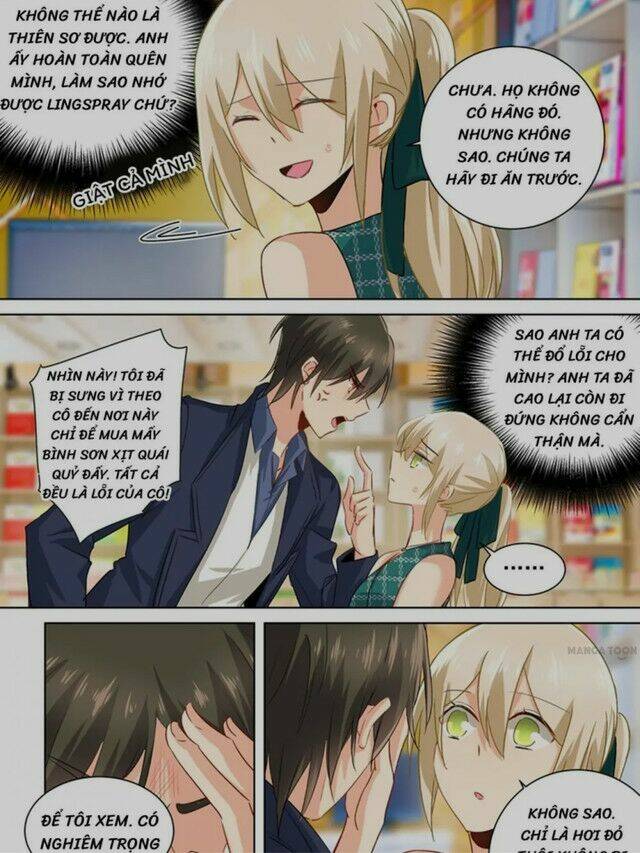 KHÔNG THỂ NÀO LÀ
THIÊN SƠ ĐƯỢC. ANH
ẤY HOÀN TOÀN QUÊN
MÌNH, LÀM SAO NHỚ
ĐƯỢC LINGSPRAY CHỨ?
CHƯA. HỌ KHÔNG
CÓ HÃNG ĐÓ.
NHƯNG KHÔNG
SAO. CHÚNG TA
HÃY ĐI ĂN TRƯỚC.
GIẬT CẢ MÌNH
NHÌN NÀY! TÔI ĐÃ
BỊ SƯNG VÌ THEO
CÔ ĐẾN NƠI NÀY
CHỈ ĐỂ MUA MẤY
BÌNH SƠN XỊT QUÁI
QUỶ ĐẤY. TẤT CẢ
ĐỀU LÀ LỖI CỦA CÔ!
SAO ANH TA CÓ
THỂ ĐỔ LỖI CHO
MÌNH? ANH TA ĐÃ
CAO LẠI CÒN ĐI
ĐỨNG KHÔNG CẨN
THẬN MÀ.
......
MANGATOON
ĐỂ TÔI XEM. CÓ
NGHIÊM TRỌNG
KHÔNG SAO.
CHỈ LÀ HƠI ĐỎ